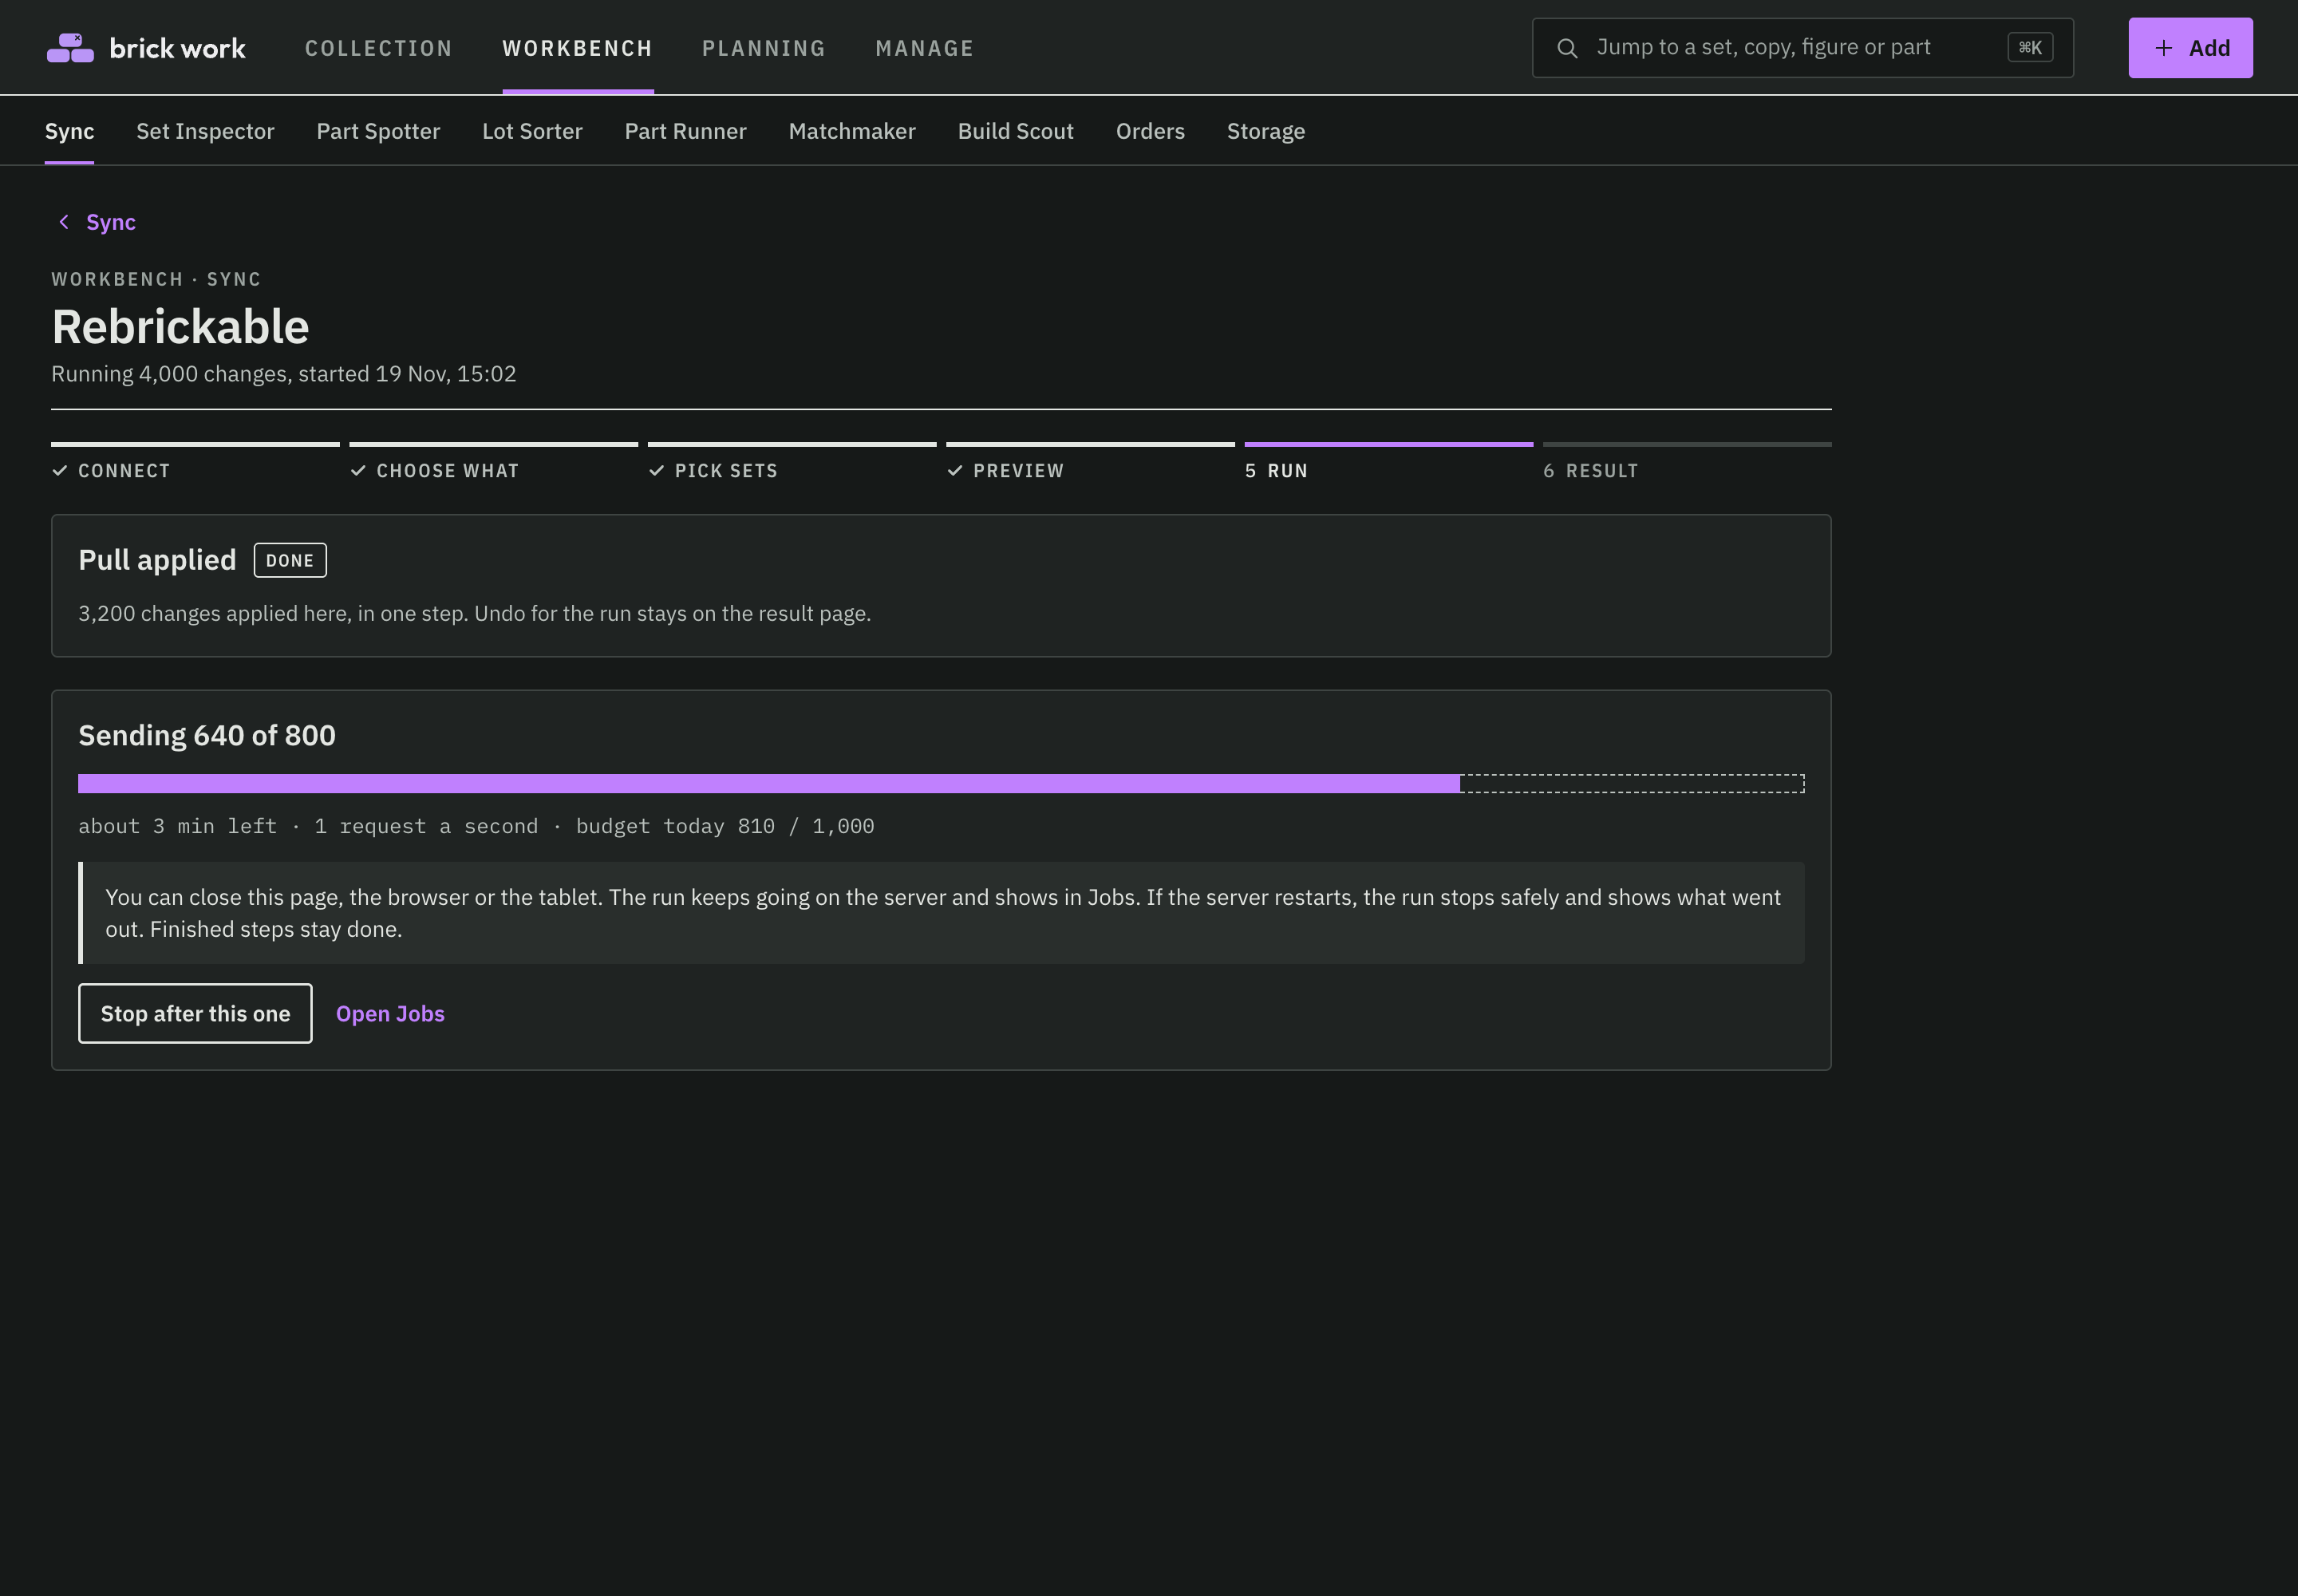 brick work
COLLECTION
WORKBENCH
PLANNING
MANAGE
Jump to a set, copy, figure or part
⌘K
+ Add
Sync
Set Inspector
Part Spotter
Lot Sorter
Part Runner
Matchmaker
Build Scout
Orders
Storage
Sync
WORKBENCH · SYNC
Rebrickable
Running 4,000 changes, started 19 Nov, 15:02
CONNECT
CHOOSE WHAT
PICK SETS
PREVIEW
5 RUN
6 RESULT
Pull applied
DONE
3,200 changes applied here, in one step. Undo for the run stays on the result page.
Sending 640 of 800
about 3 min left · 1 request a second · budget today 810 / 1,000
You can close this page, the browser or the tablet. The run keeps going on the server and shows in Jobs. If the server restarts, the run stops safely and shows what went
out. Finished steps stay done.
Stop after this one
Open Jobs